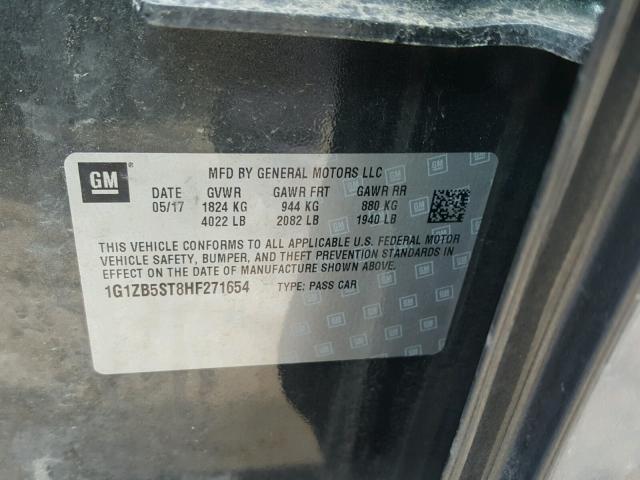 GM ® MFD BY GENERAL MOTORS LLC
DATE GVWR GAWR FRT GAWR RR
05/17 1824 KG 944 KG 880 KG
4022 LB 2082 LB 1940 LB
THIS VEHICLE CONFORMS TO ALL APPLICABLE U.S. FEDERAL MOTOR
VEHICLE SAFETY, BUMPER, AND THEFT PREVENTION STANDARDS IN
EFFECT ON THE DATE OF MANUFACTURE SHOWN ABOVE.
1G1ZB5ST8HF271654 TYPE: PASS CAR